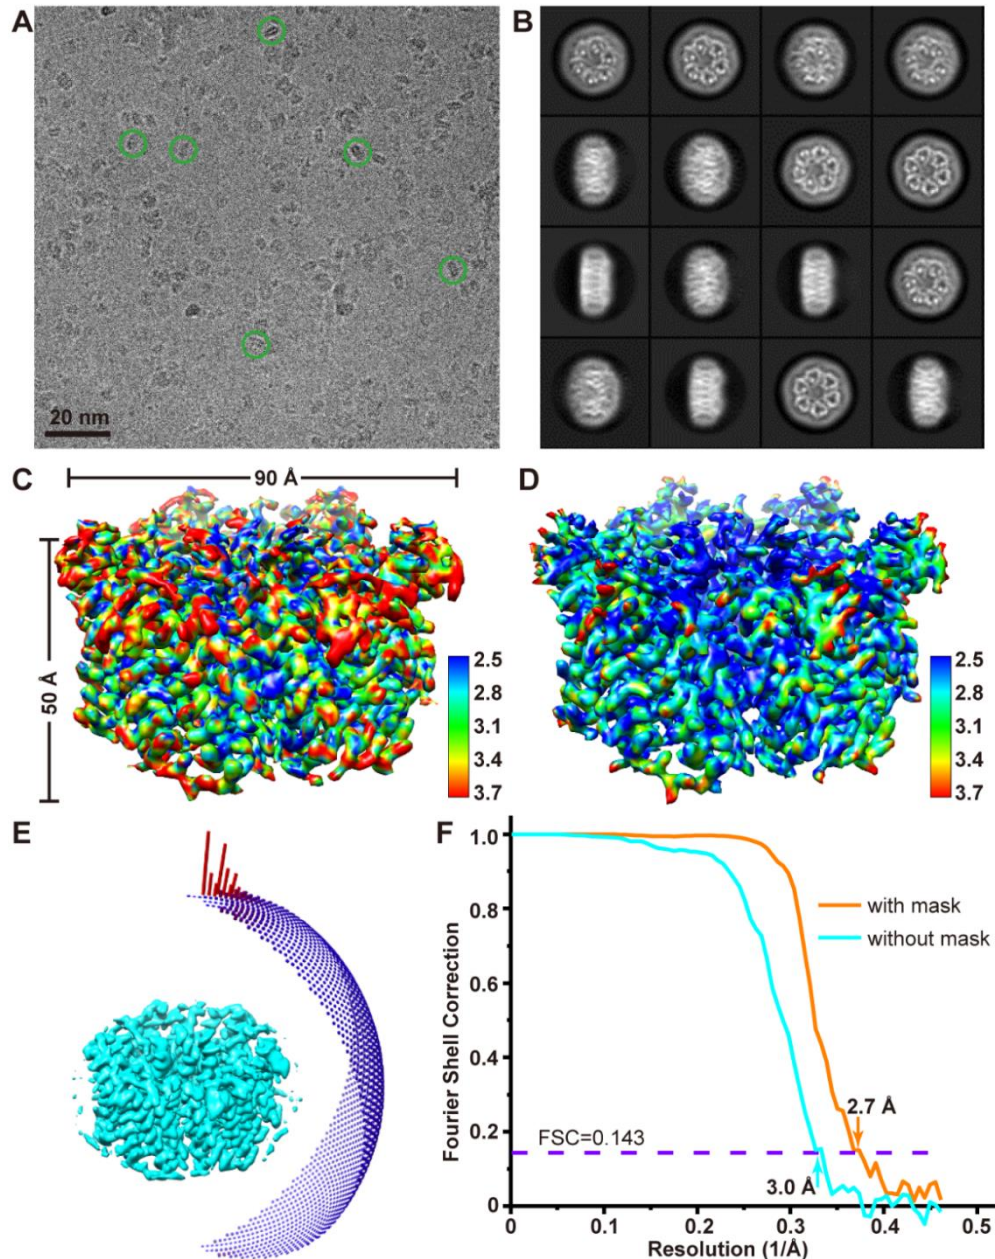 A
B
20 nm
C
90 Å
D
50 Å
2.5
2.8
3.1
3.4
3.7
2.5
2.8
3.1
3.4
3.7
E
F
1.0
0.8
0.6
0.4
0.2
0
with mask
without mask
2.7 Å
FSC=0.143
3.0 Å
Fourier Shell Correction
0
0.1
0.2
0.3
0.4
0.5
Resolution (1/Å)